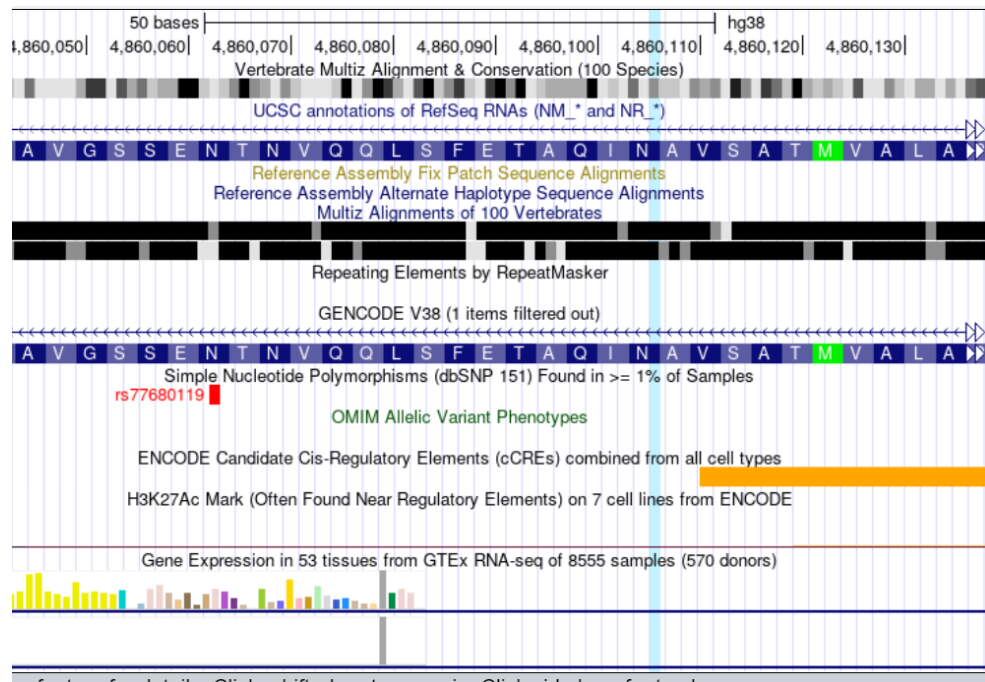 50 bases hg38
4,860,050 4,860,060 4,860,070 4,860,080 4,860,090 4,860,100 4,860,110 4,860,120 4,860,130
Vertebrate Multiz Alignment & Conservation (100 Species)
UCSC annotations of RefSeq RNAs (NM_* and NR_*)
A V G S S E N T N V Q Q L S F E T A Q I N A V S A T M V A L A
Reference Assembly Fix Patch Sequence Alignments
Reference Assembly Alternate Haplotype Sequence Alignments
Multiz Alignments of 100 Vertebrates
Repeating Elements by RepeatMasker
GENCODE V38 (1 items filtered out)
A V G S S E N T N V Q Q L S F E T A Q I N A V S A T M V A L A
Simple Nucleotide Polymorphisms (dbSNP 151) Found in >= 1% of Samples
rs77680119
OMIM Allelic Variant Phenotypes
ENCODE Candidate Cis-Regulatory Elements (cCREs) combined from all cell types
H3K27Ac Mark (Often Found Near Regulatory Elements) on 7 cell lines from ENCODE
Gene Expression in 53 tissues from GTEx RNA-seq of 8555 samples (570 donors)